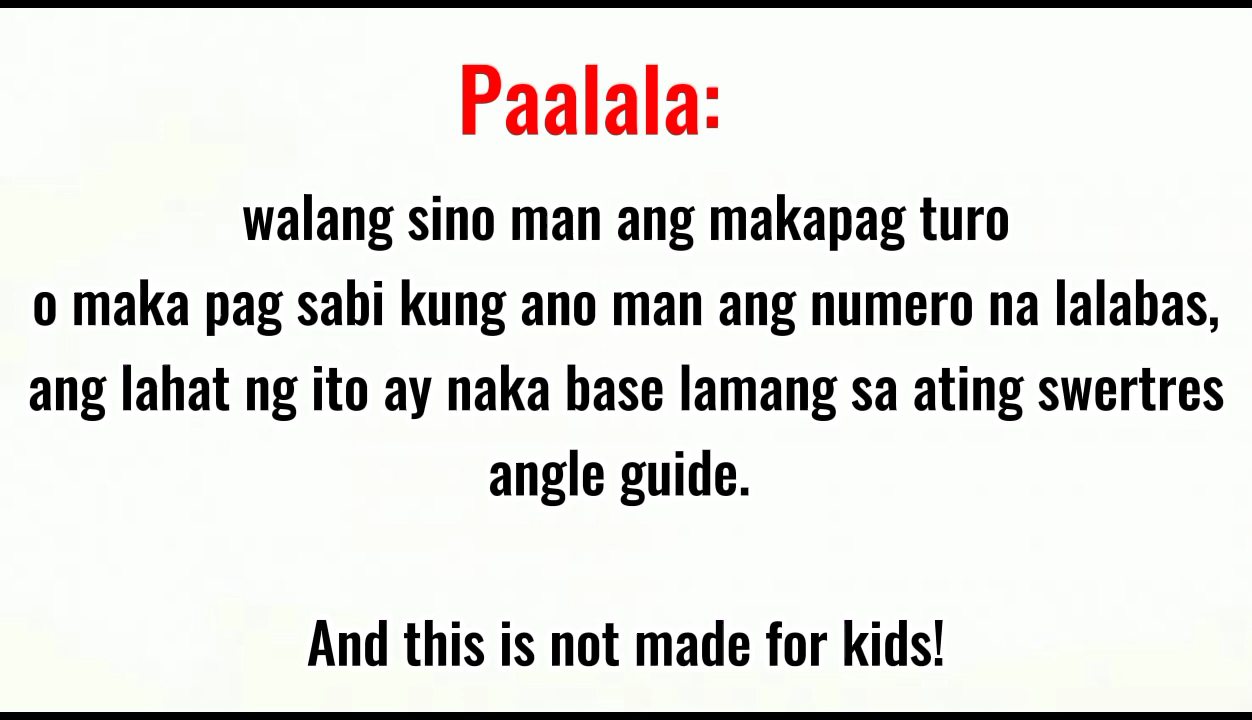 Paalala:
walang sino man ang makapag turo
o maka pag sabi kung ano man ang numero na lalabas,
ang lahat ng ito ay naka base lamang sa ating swertres
angle guide.
And this is not made for kids!